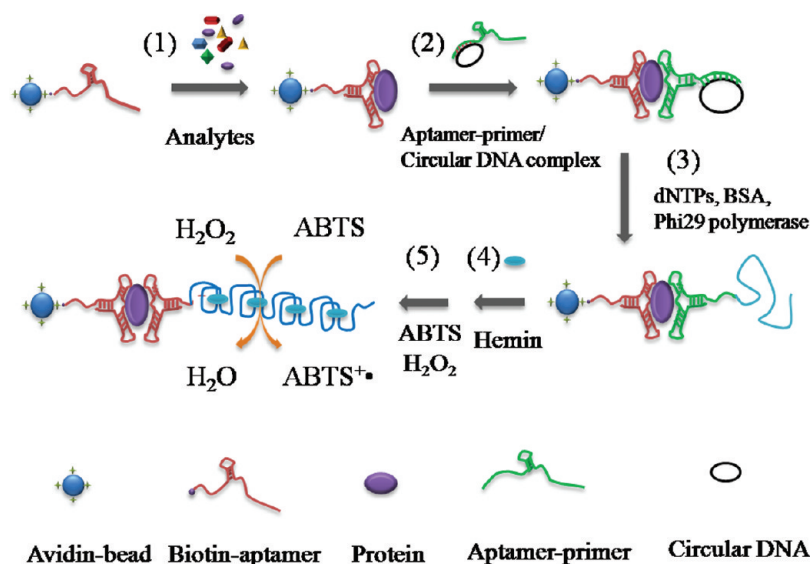 (1)
(2)
Analytes
Aptamer-primer/
Circular DNA complex
(3)
dNTPs, BSA,
Phi29 polymerase
H₂O₂
ABTS
(5)
(4)
ABTS
H₂O₂
Hemin
H₂O
ABTS⁺•
Avidin-bead
Biotin-aptamer
Protein
Aptamer-primer
Circular DNA